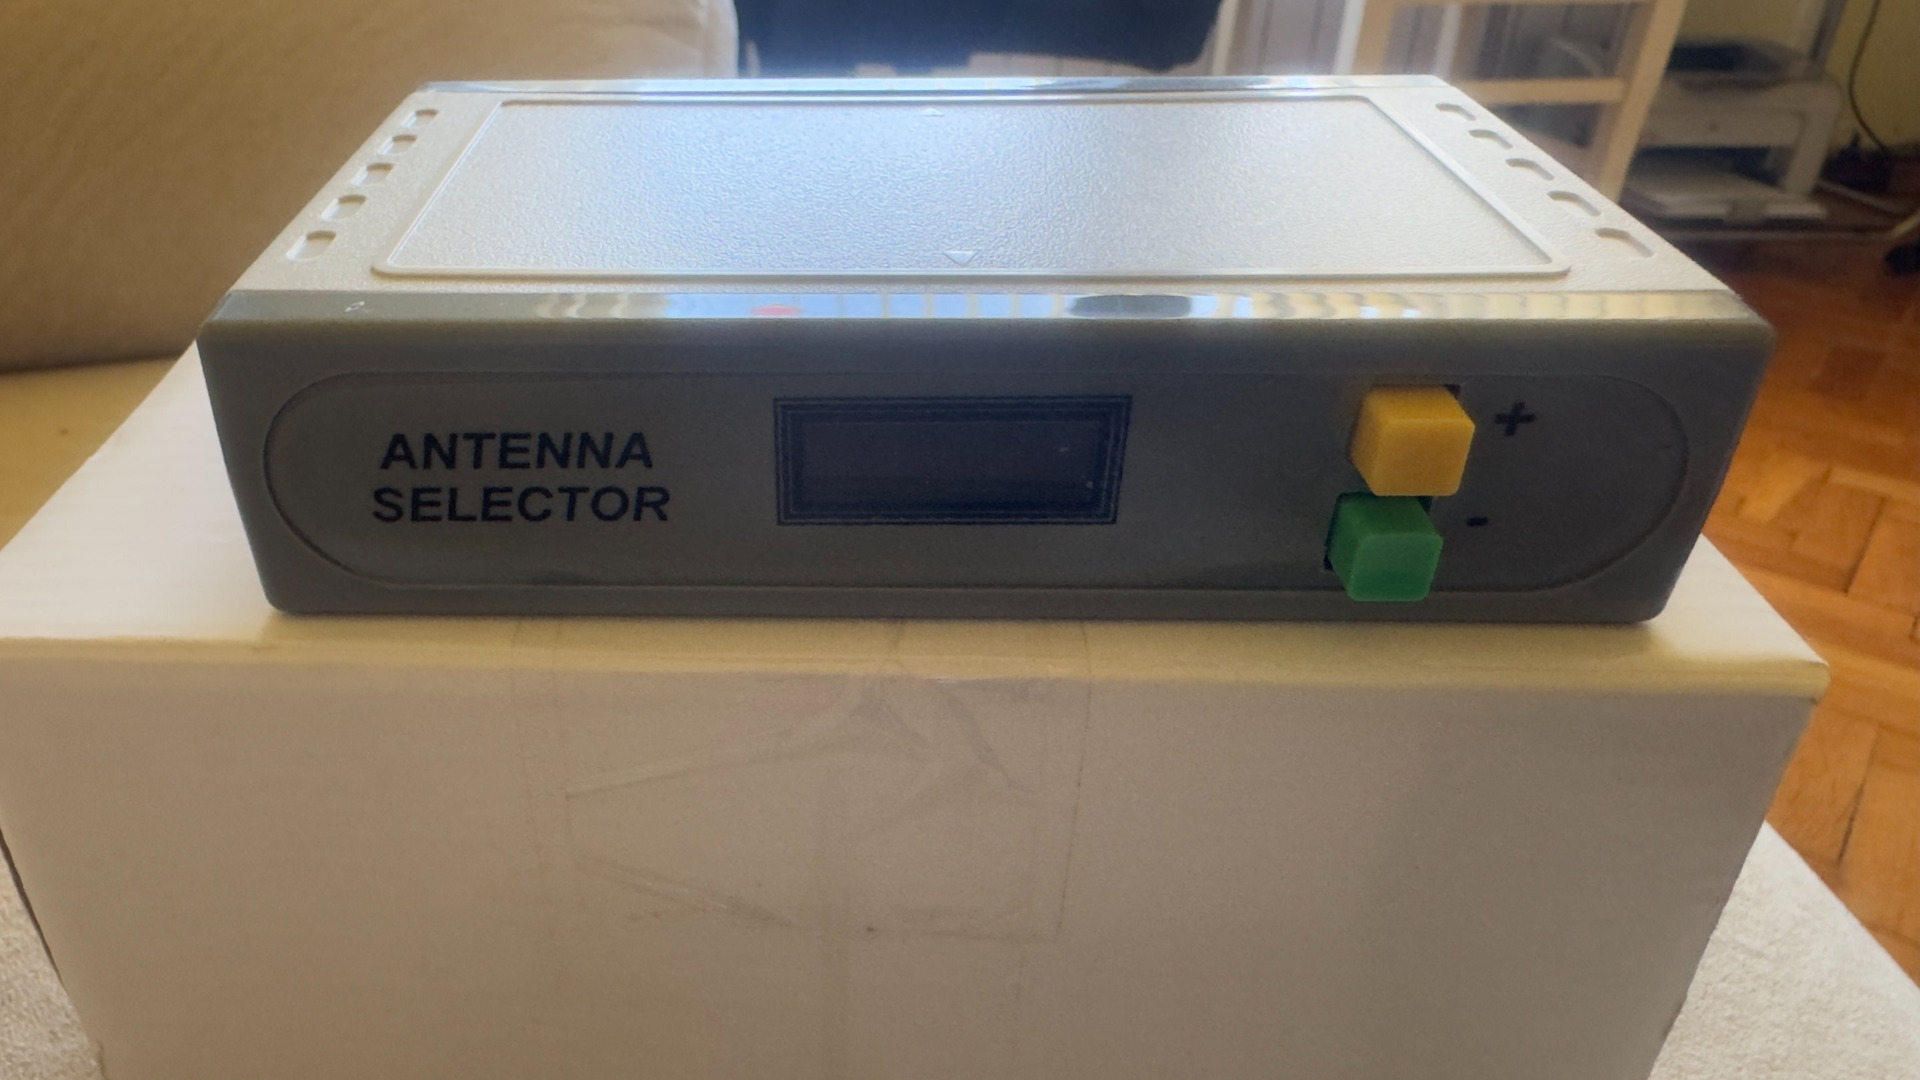 ANTENNA
SELECTOR
+
-